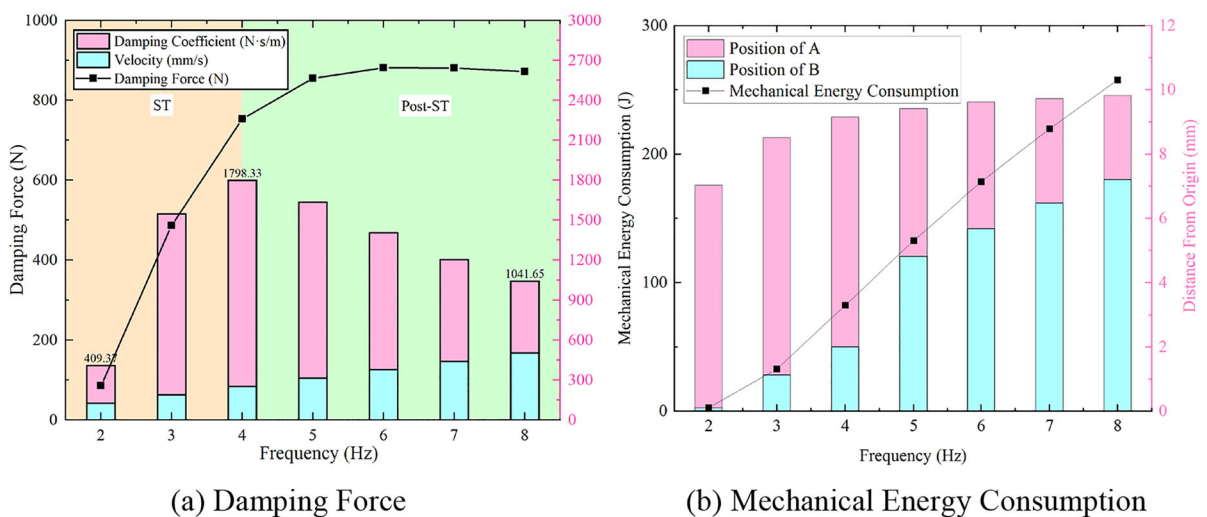 1000
800
600
400
200
0
Damping Force (N)
Damping Coefficient (N·s/m)
Velocity (mm/s)
Damping Force (N)
ST
Post-ST
409.37
1798.33
1041.65
3000
2700
2400
2100
1800
1500
1200
900
600
300
0
2 3 4 5 6 7 8
Frequency (Hz)
(a) Damping Force
300
200
100
0
Mechanical Energy Consumption (J)
Position of A
Position of B
Mechanical Energy Consumption
12
10
8
6
4
2
0
Distance From Origin (mm)
2 3 4 5 6 7 8
Frequency (Hz)
(b) Mechanical Energy Consumption